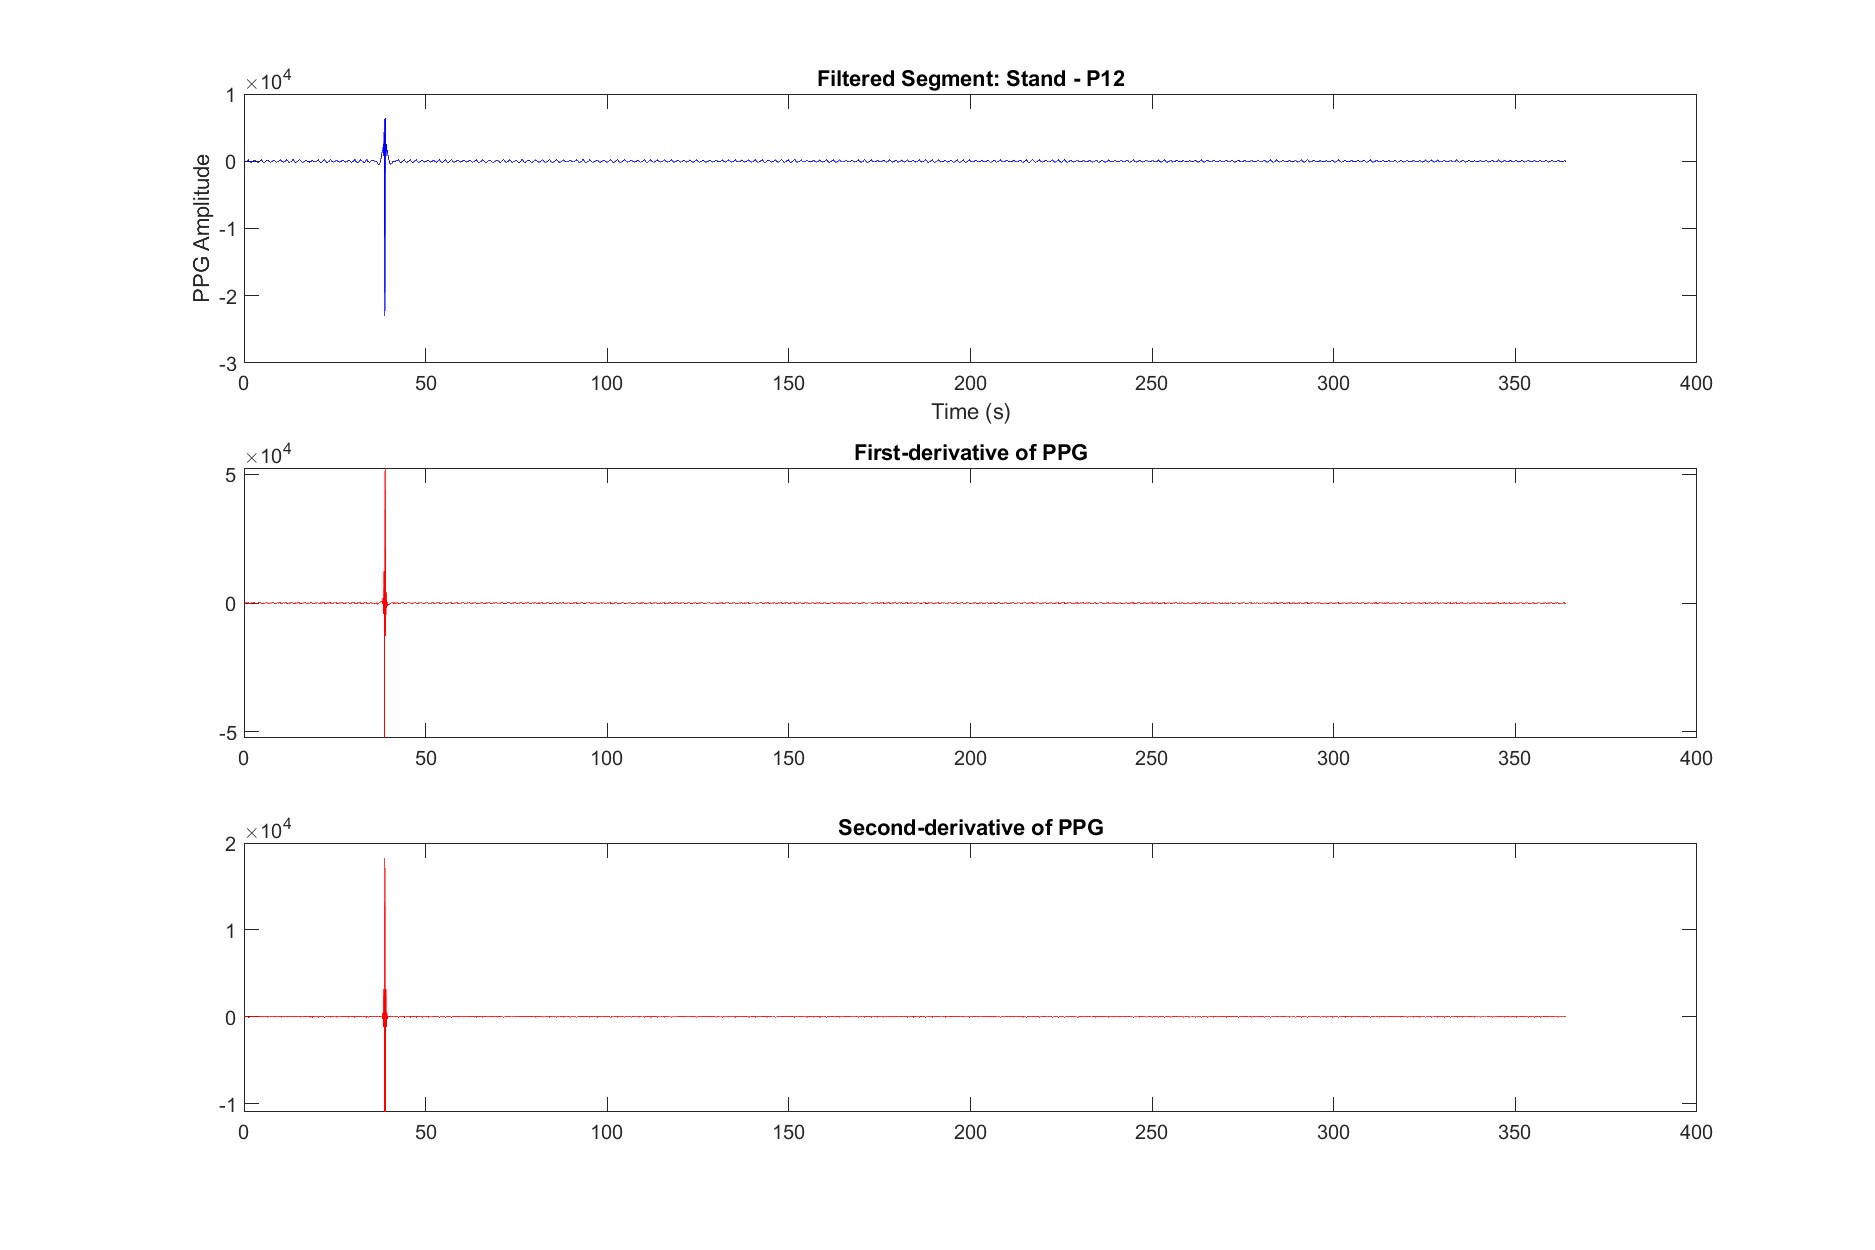 Filtered Segment: Stand - P12
×10⁴
1
0
-1
-2
-3
PPG Amplitude
0 50 100 150 200 250 300 350 400
Time (s)
First-derivative of PPG
×10⁴
5
0
-5
0 50 100 150 200 250 300 350 400
Second-derivative of PPG
×10⁴
2
1
0
-1
0 50 100 150 200 250 300 350 400